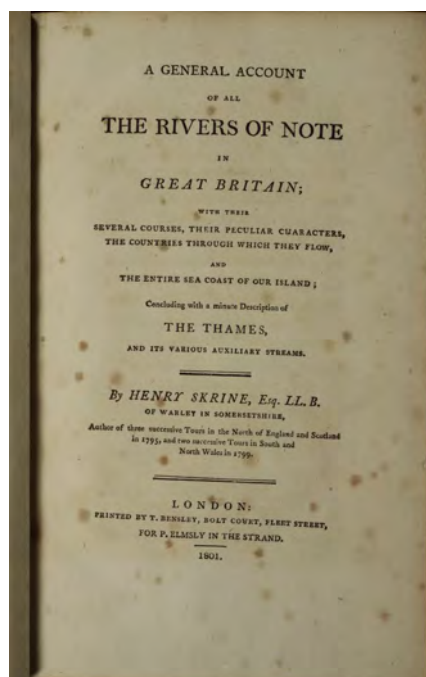 A GENERAL ACCOUNT
OF ALL
THE RIVERS OF NOTE
IN
GREAT BRITAIN;
WITH THEIR
SEVERAL COURSES, THEIR PECULIAR CHARACTERS,
THE COUNTRIES THROUGH WHICH THEY FLOW,
AND
THE ENTIRE SEA COAST OF OUR ISLAND;
Concluding with a minute Description of
THE THAMES,
AND ITS VARIOUS AUXILIARY STREAMS.
By HENRY SKRINE, Esq. LL. B.
OF WARLEY IN SOMERSETSHIRE,
Author of three successive Tours in the North of England and Scotland
in 1795, and two successive Tours in South and
North Wales in 1799.
LONDON:
PRINTED BY T. BENSLEY, BOLT COURT, FLEET STREET,
FOR P. ELMSLY IN THE STRAND.
1801.